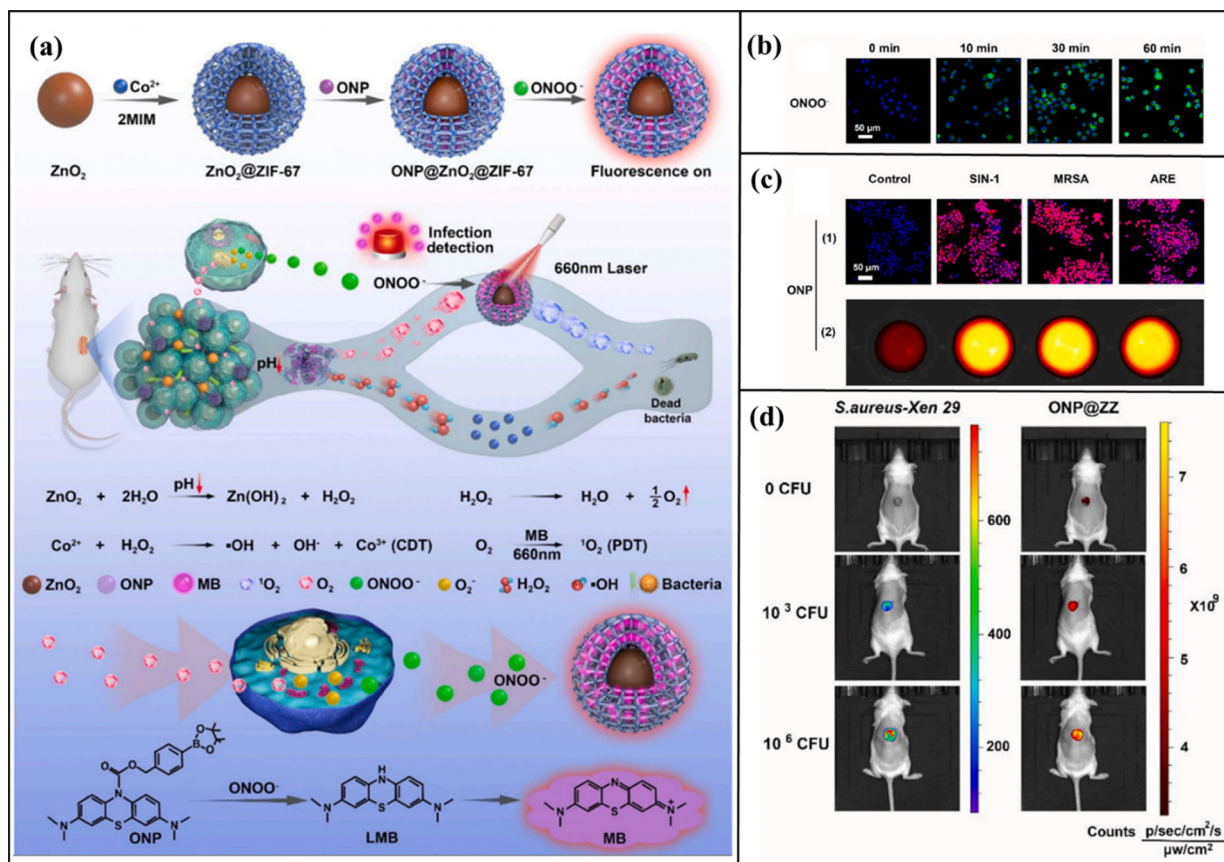 (a)
Co²⁺
2MIM
ONP
ONOO⁻
ZnO₂
ZnO₂@ZIF-67
ONP@ZnO₂@ZIF-67
Fluorescence on
Infection
detection
ONOO⁻
660nm Laser
pH↓
Dead
bacteria
ZnO₂ + 2H₂O pH↓ → Zn(OH)₂ + H₂O₂
H₂O₂ → H₂O + ½O₂↑
Co²⁺ + H₂O₂ → •OH + OH⁻ + Co³⁺ (CDT)
O₂ MB 660nm → ¹O₂ (PDT)
ZnO₂ ONP MB ¹O₂ O₂ ONOO⁻ O₂⁻ H₂O₂ •OH Bacteria
ONOO⁻
O
B
O
O
O
N
N
S
N
ONP
ONOO⁻
H
N
N
S
N
LMB
N
N
S
N⁺
MB
(b)
0 min 10 min 30 min 60 min
ONOO⁻
50 μm
(c)
Control SIN-1 MRSA ARE
ONP
(1)
50 μm
(2)
(d)
S.aureus-Xen 29
ONP@ZZ
0 CFU
10³ CFU
10⁶ CFU
600
400
200
7
6
X10⁹
5
4
Counts
p/sec/cm²/s
μw/cm²